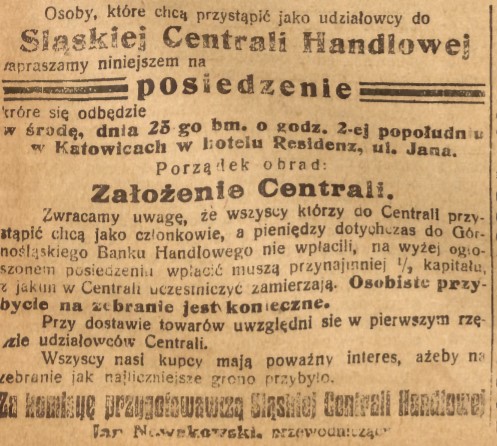 Osoby, które chcą przystąpić jako udziałowcy do
Śląskiej Centrali Handlowej
zapraszamy niniejszem na
posiedzenie
które się odbędzie
w środę, dnia 25 go bm. o godz. 2-ej popołudniu
w Katowicach w hotelu Residenz, ul. Jana.
Porządek obrad:
Założenie Centrali.
Zwracamy uwagę, że wszyscy którzy do Centrali przy-
stąpić chcą jako członkowie, a pieniędzy dotychczas do Gór-
nośląskiego Banku Handlowego nie wpłacili, na wyżej ogło-
szonem posiedzeniu wpłacić muszą przynajmniej kapitału,
z jakim w Centrali uczestniczyć zamierzają. Osobiste przy-
bycie na zebranie jest konieczne.
Przy dostawie towarów uwzględni sie w pierwszym rzę-
dzie udziałowców Centrali.
Wszyscy nasi kupcy mają poważny interes, ażeby na
zebranie jak najliczniejsze grono przybyło.
Za komisyę przygotowawczą Śląskiej Centrali Handlowej
Jan Nowakowski, przewodniczący